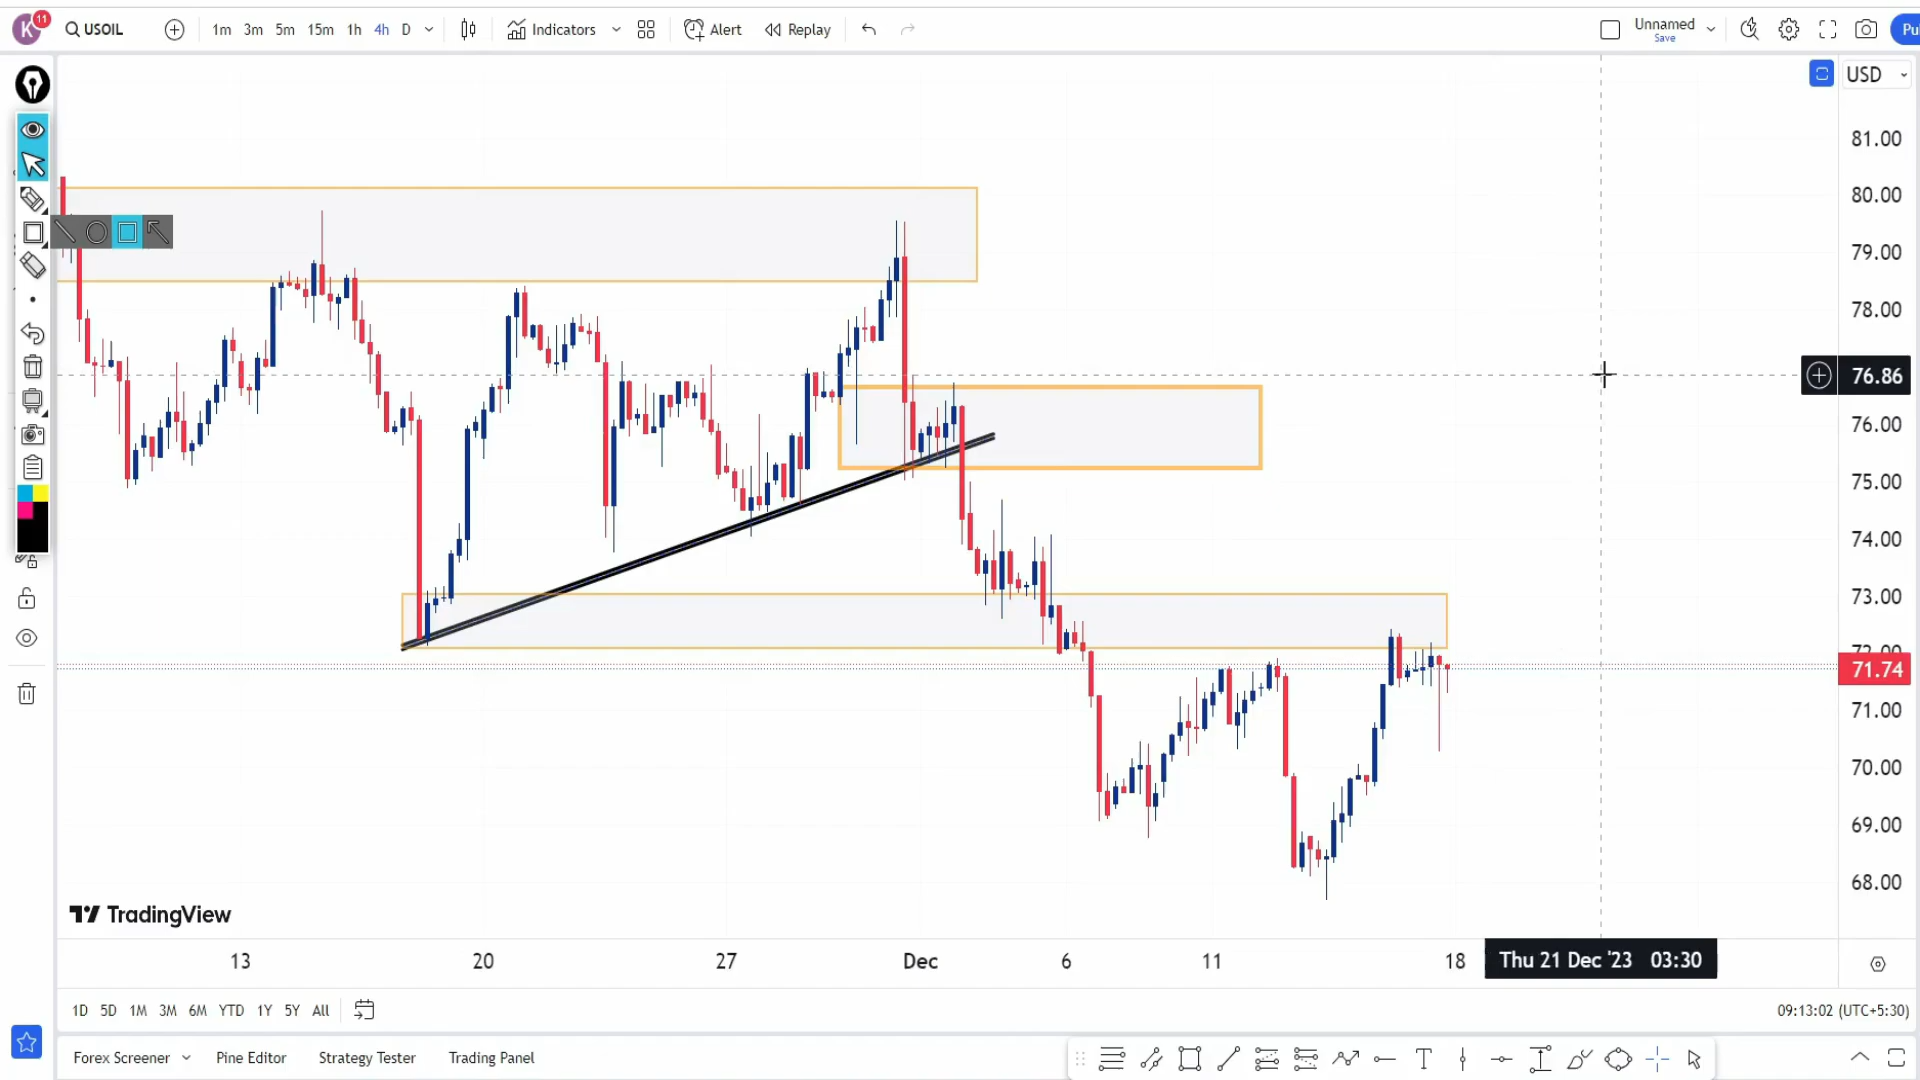 K 11 USOIL 1m 3m 5m 15m 1h 4h D Indicators Alert Replay Unnamed Pu
Save
USD
81.00
80.00
79.00
78.00
76.86
76.00
75.00
74.00
73.00
72.00
71.74
71.00
70.00
69.00
68.00
TradingView
13 20 27 Dec 6 11 18 Thu 21 Dec '23 03:30
1D 5D 1M 3M 6M YTD 1Y 5Y All 09:13:02 (UTC+5:30)
Forex Screener Pine Editor Strategy Tester Trading Panel